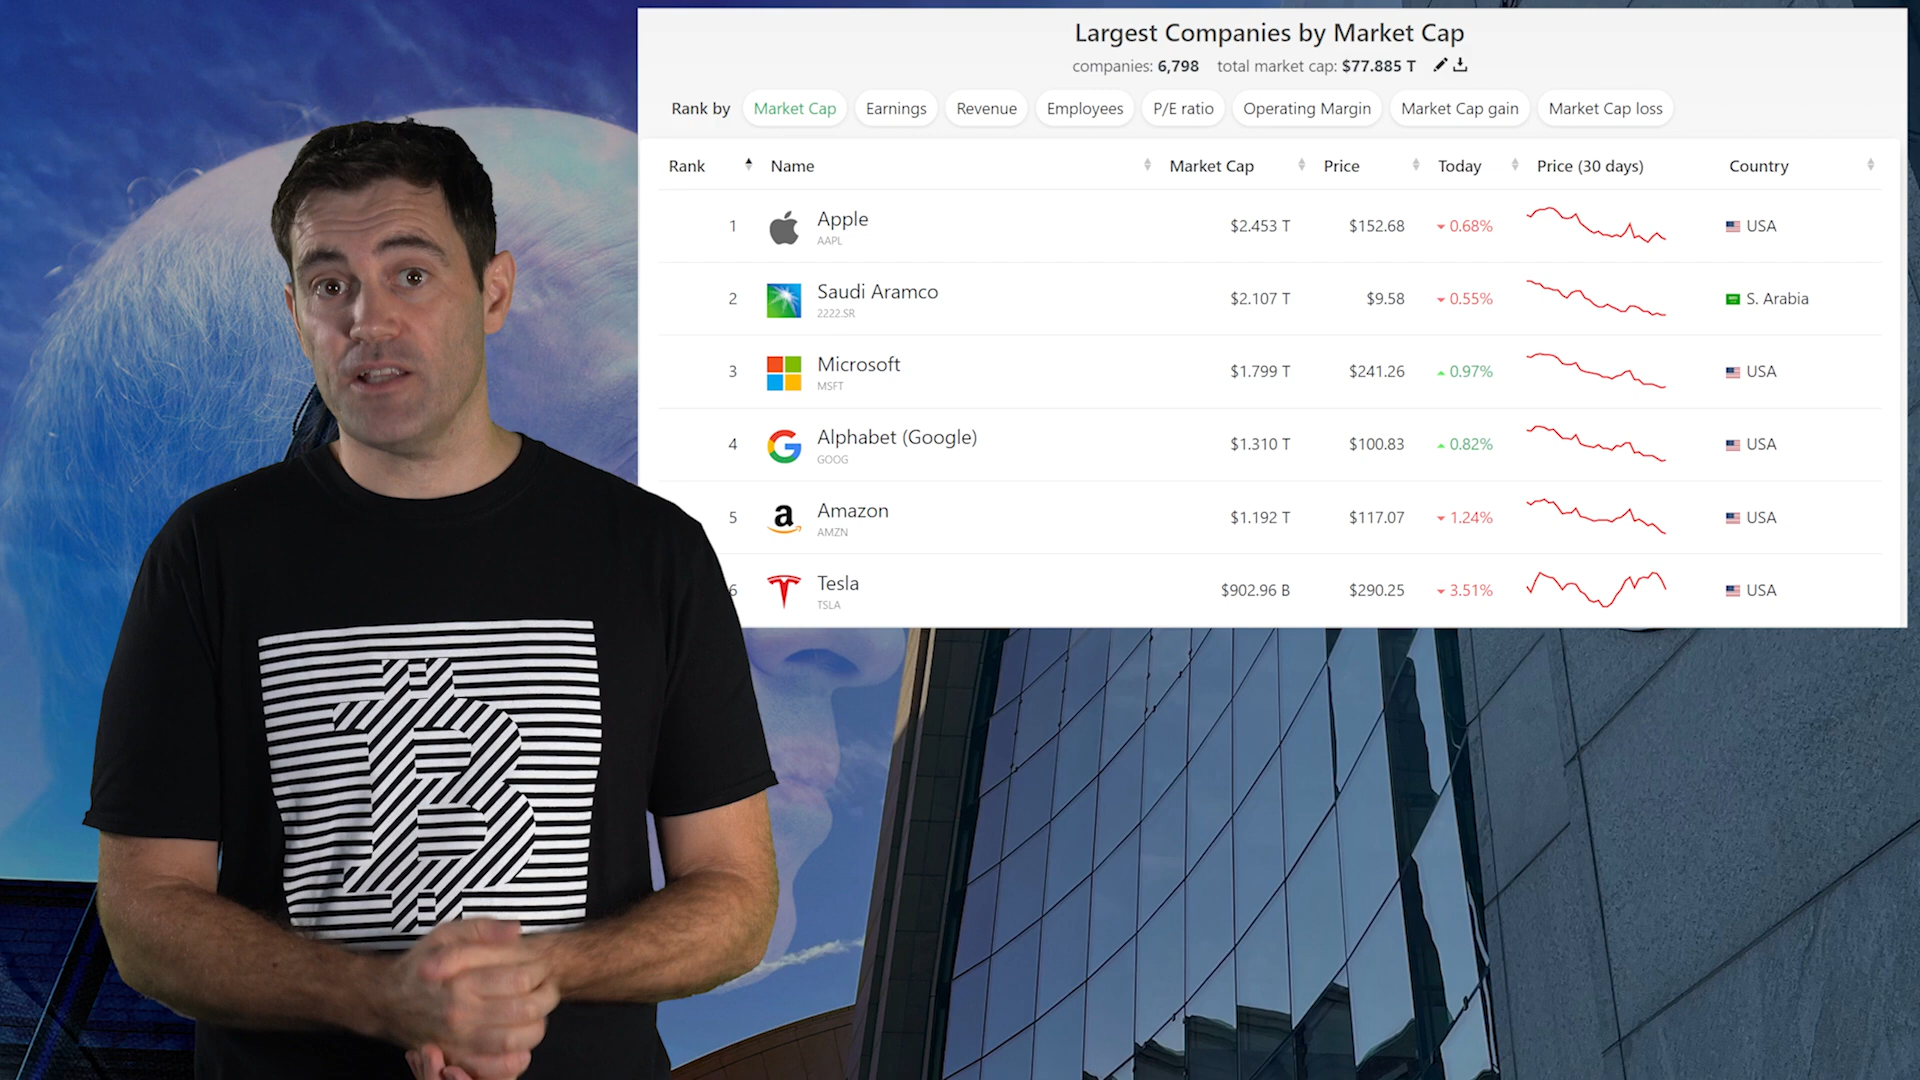 Largest Companies by Market Cap
companies: 6,798 total market cap: $77.885 T
Rank by Market Cap Earnings Revenue Employees P/E ratio Operating Margin Market Cap gain Market Cap loss
Rank Name Market Cap Price Today Price (30 days) Country
1 Apple $2.453 T $152.68 0.68% USA
AAPL
2 Saudi Aramco $2.107 T $9.58 0.55% S. Arabia
2222.SR
3 Microsoft $1.799 T $241.26 0.97% USA
MSFT
4 Alphabet (Google) $1.310 T $100.83 0.82% USA
GOOG
5 Amazon $1.192 T $117.07 1.24% USA
AMZN
6 Tesla $902.96 B $290.25 3.51% USA
TSLA